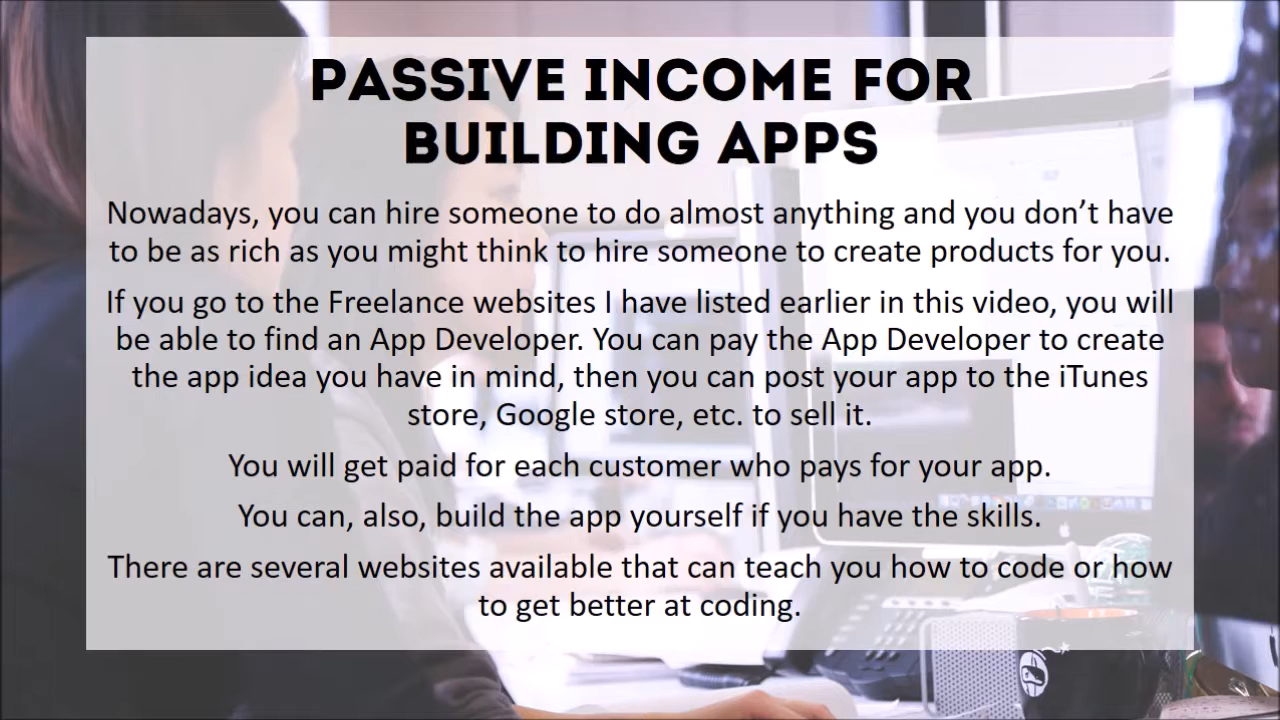 PASSIVE INCOME FOR
BUILDING APPS
Nowadays, you can hire someone to do almost anything and you don’t have
to be as rich as you might think to hire someone to create products for you.
If you go to the Freelance websites I have listed earlier in this video, you will
be able to find an App Developer. You can pay the App Developer to create
the app idea you have in mind, then you can post your app to the iTunes
store, Google store, etc. to sell it.
You will get paid for each customer who pays for your app.
You can, also, build the app yourself if you have the skills.
There are several websites available that can teach you how to code or how
to get better at coding.